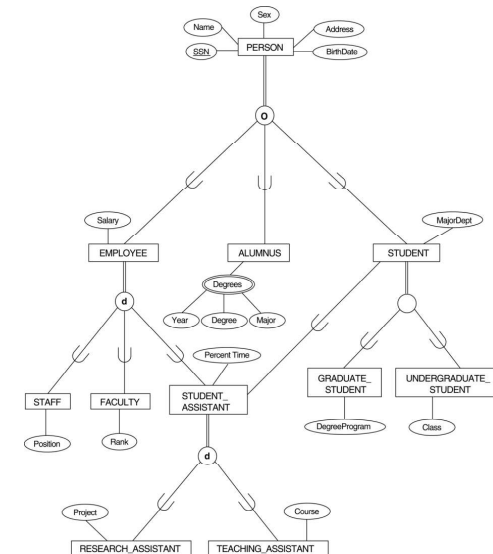 Sex
Name
Address
SSN
PERSON
BirthDate
O
Salary
MajorDept
EMPLOYEE
ALUMNUS
STUDENT
Degrees
d
Year
Degree
Major
Percent Time
STAFF
FACULTY
STUDENT_
ASSISTANT
GRADUATE_
STUDENT
UNDERGRADUATE_
STUDENT
Position
Rank
DegreeProgram
Class
d
Project
Course
RESEARCH_ASSISTANT
TEACHING_ASSISTANT